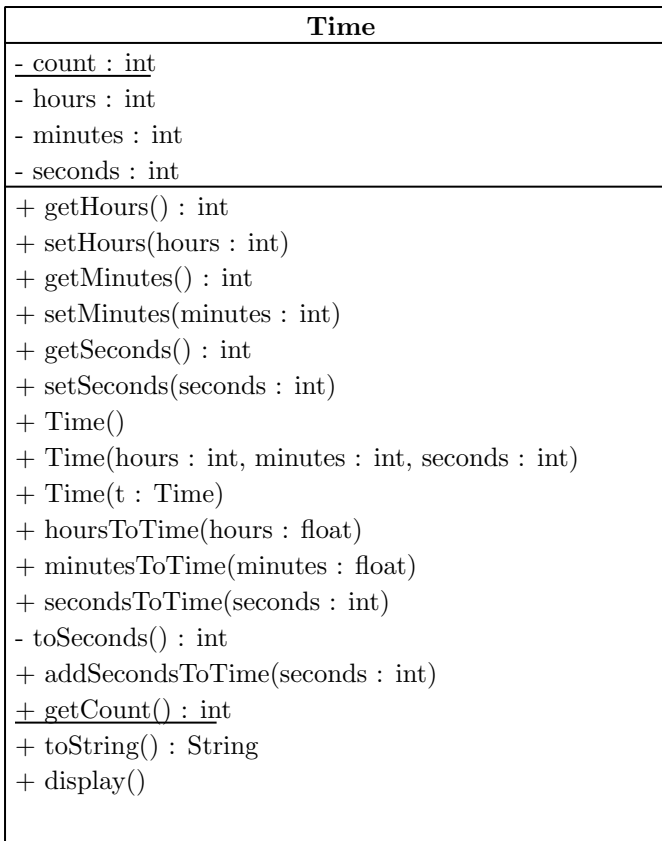 Time
- count : int
- hours : int
- minutes : int
- seconds : int
+ getHours() : int
+ setHours(hours : int)
+ getMinutes() : int
+ setMinutes(minutes : int)
+ getSeconds() : int
+ setSeconds(seconds : int)
+ Time()
+ Time(hours : int, minutes : int, seconds : int)
+ Time(t : Time)
+ hoursToTime(hours : float)
+ minutesToTime(minutes : float)
+ secondsToTime(seconds : int)
- toSeconds() : int
+ addSecondsToTime(seconds : int)
+ getCount() : int
+ toString() : String
+ display()